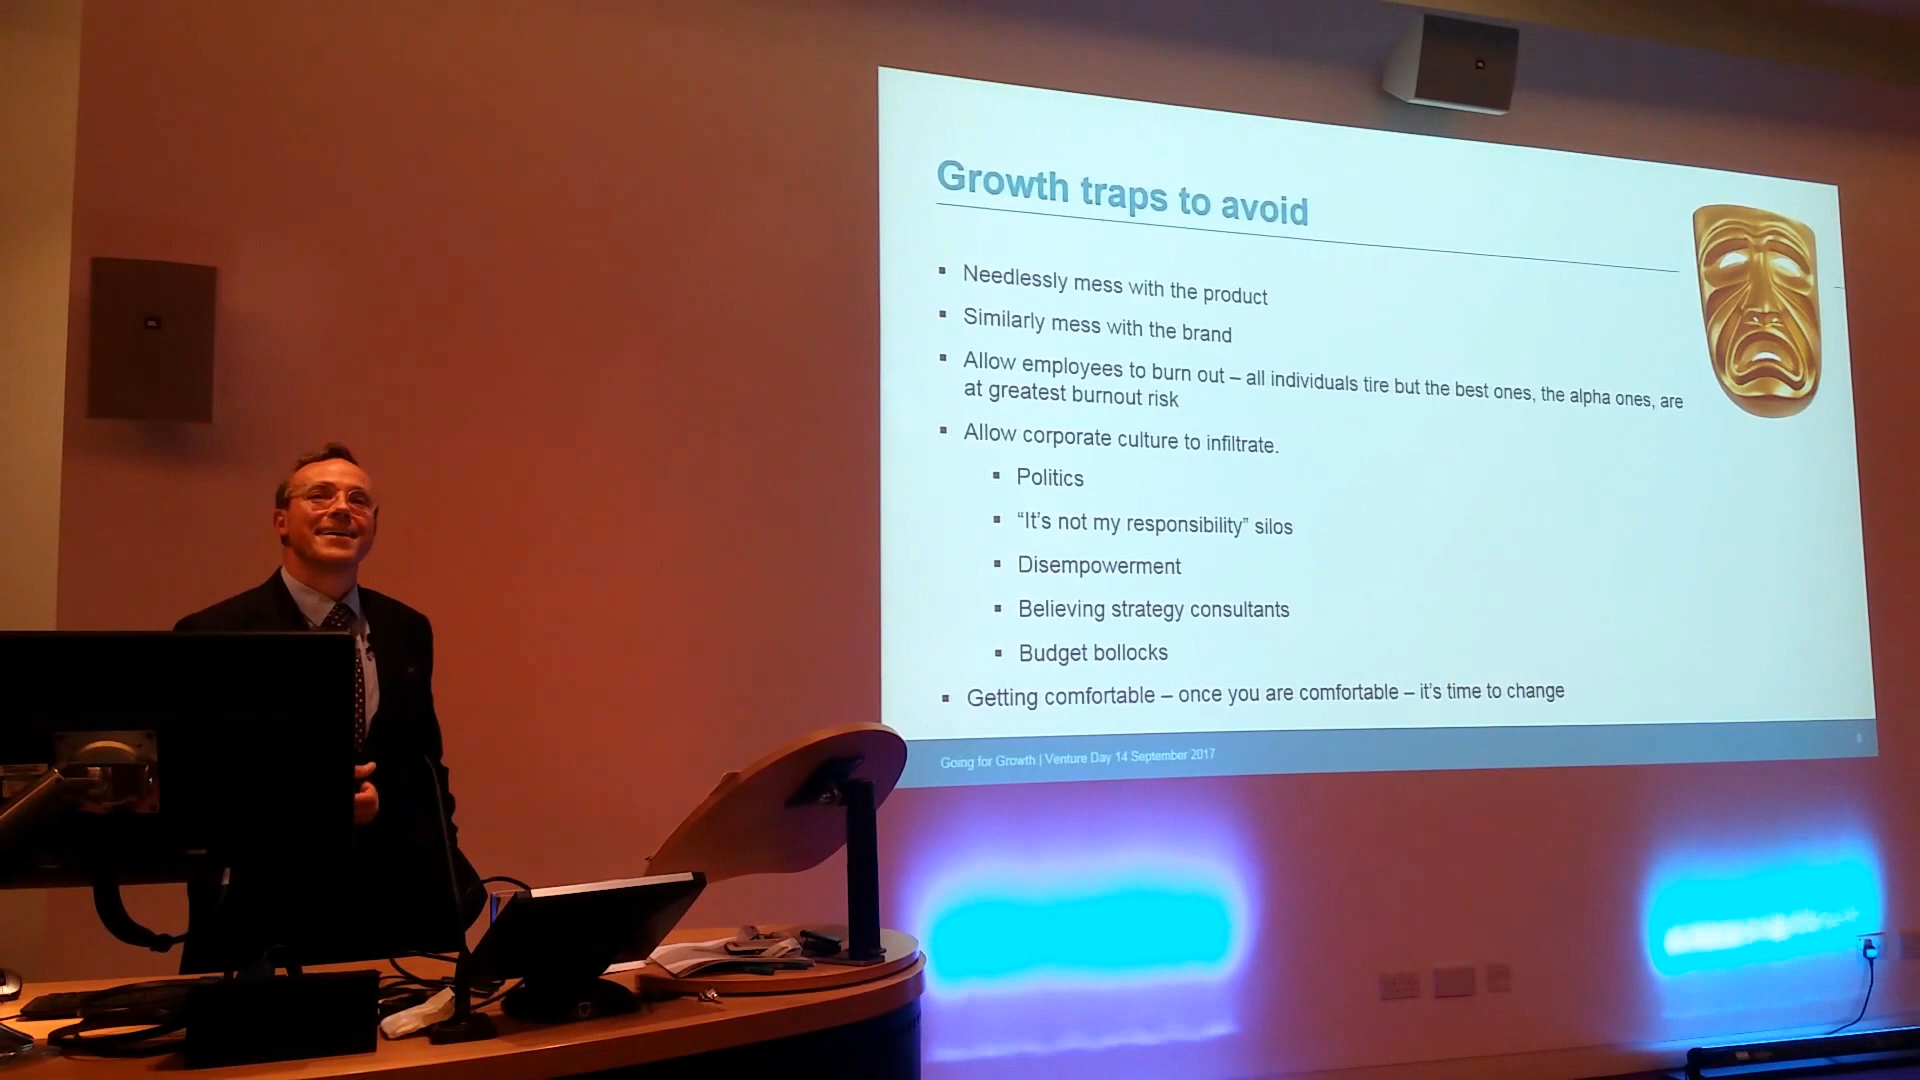 Growth traps to avoid
Needlessly mess with the product
Similarly mess with the brand
Allow employees to burn out – all individuals tire but the best ones, the alpha ones, are
at greatest burnout risk
Allow corporate culture to infiltrate.
Politics
“It’s not my responsibility” silos
Disempowerment
Believing strategy consultants
Budget bollocks
Getting comfortable – once you are comfortable – it’s time to change
Going for Growth | Venture Day 14 September 2017